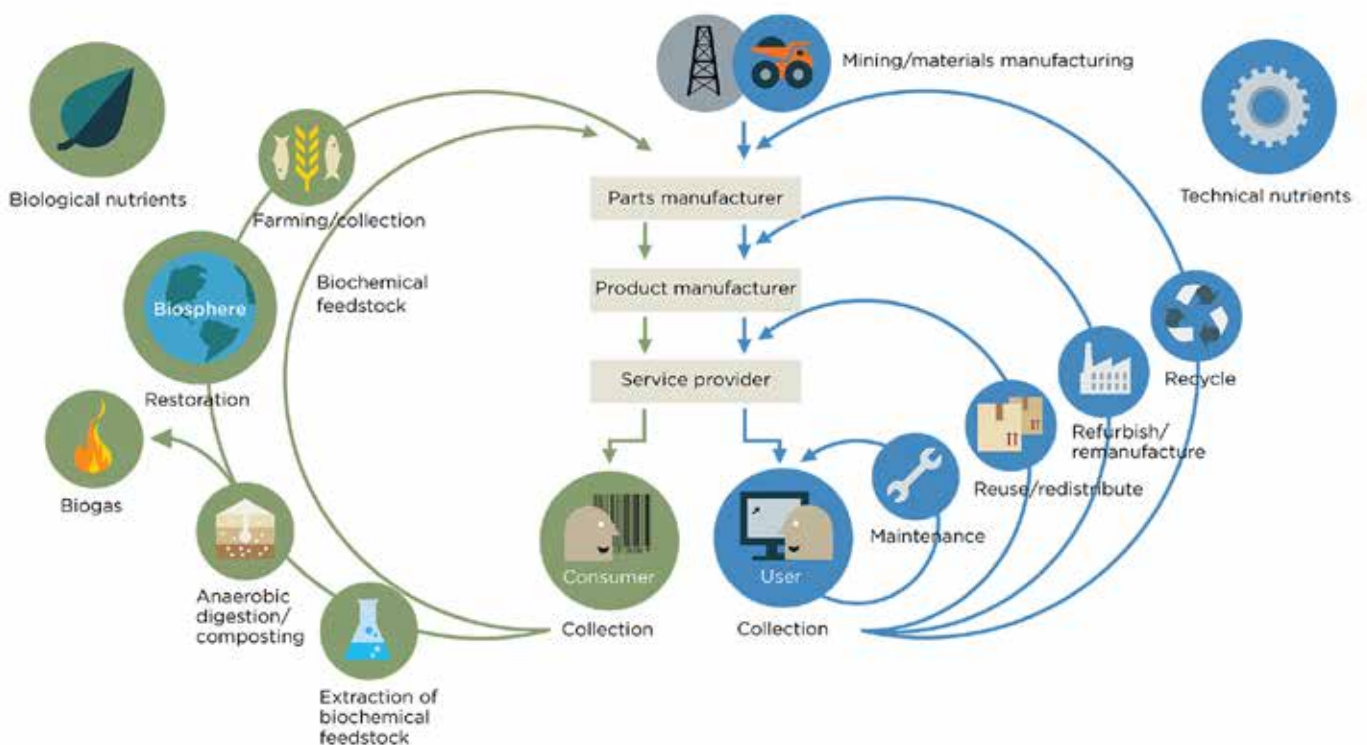 Mining/materials manufacturing
Biological nutrients
Technical nutrients
Farming/collection
Parts manufacturer
Biochemical
feedstock
Product manufacturer
Biosphere
Restoration
Service provider
Recycle
Refurbish/
remanufacture
Reuse/redistribute
Biogas
Maintenance
Consumer
User
Anaerobic
digestion/
composting
Collection
Collection
Extraction of
biochemical
feedstock